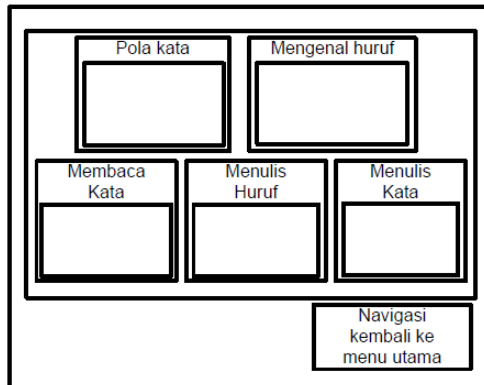 Pola kata
Mengenal huruf
Membaca
Kata
Menulis
Huruf
Menulis
Kata
Navigasi
kembali ke
menu utama